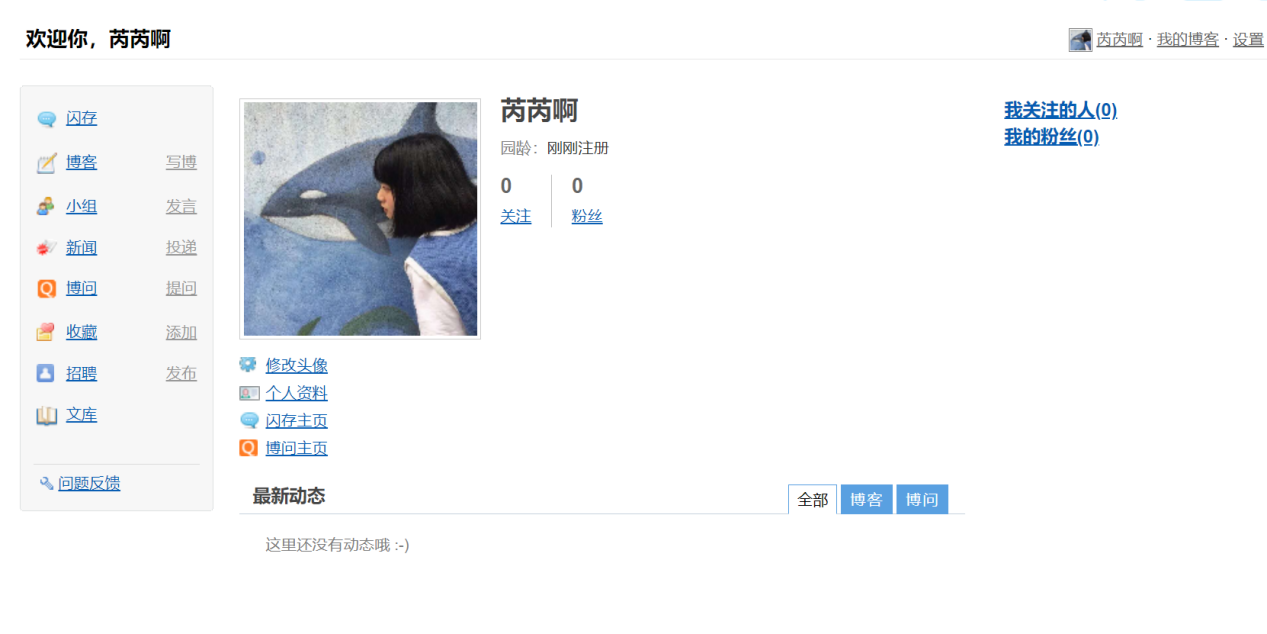 欢迎你，芮芮啊
芮芮啊 · 我的博客 · 设置
闪存
博客 写博
小组 发言
新闻 投递
博问 提问
收藏 添加
招聘 发布
文库
问题反馈
芮芮啊
园龄：刚刚注册
0 0
关注 粉丝
修改头像
个人资料
闪存主页
博问主页
最新动态
全部 博客 博问
这里还没有动态哦 :-)
我关注的人(0)
我的粉丝(0)